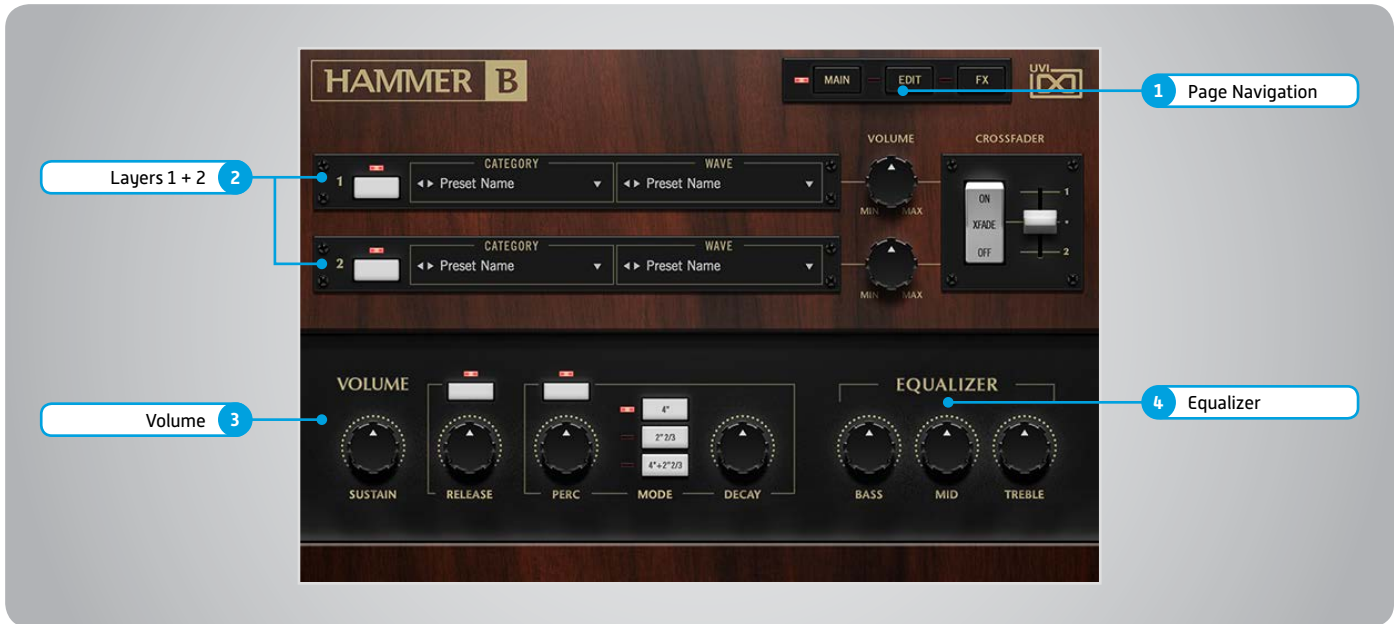 HAMMER B
MAIN EDIT FX
UVI
1 Page Navigation
VOLUME CROSSFADER
Layers 1 + 2 2
1 CATEGORY WAVE
Preset Name Preset Name
MIN MAX
ON
XFADE
OFF
1
2
2 CATEGORY WAVE
Preset Name Preset Name
MIN MAX
VOLUME
EQUALIZER
4 Equalizer
Volume 3
4"
2"2/3
4"+2"2/3
SUSTAIN RELEASE PERC MODE DECAY BASS MID TREBLE